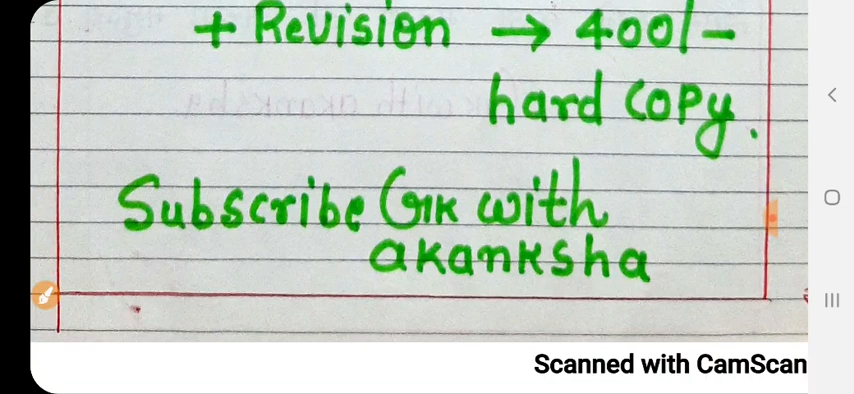 + Revision → 400/-
hard copy.
Subscribe GK with
akanksha
Scanned with CamScan